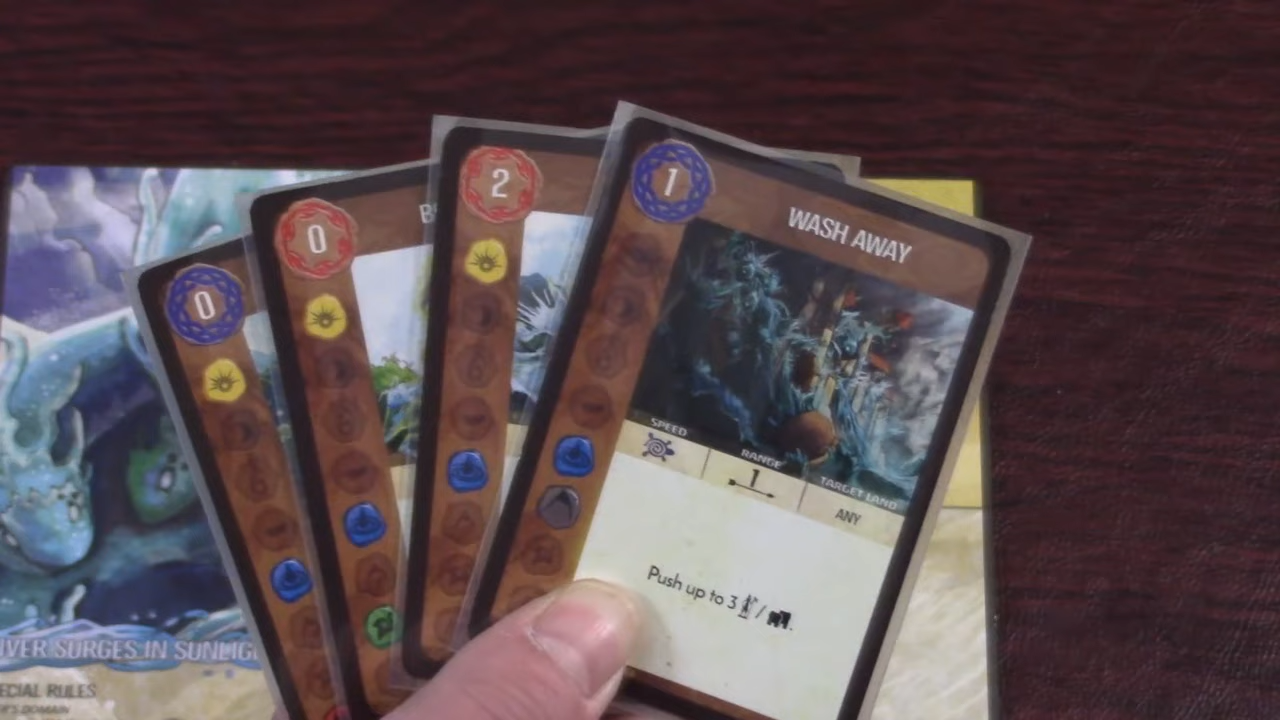 0
0
B
2
1
WASH AWAY
SPEED
RANGE
1
TARGET LAND
ANY
Push up to 3 / .
IVER SURGES IN SUNLIG
ECIAL RULES
R'S DOMAIN